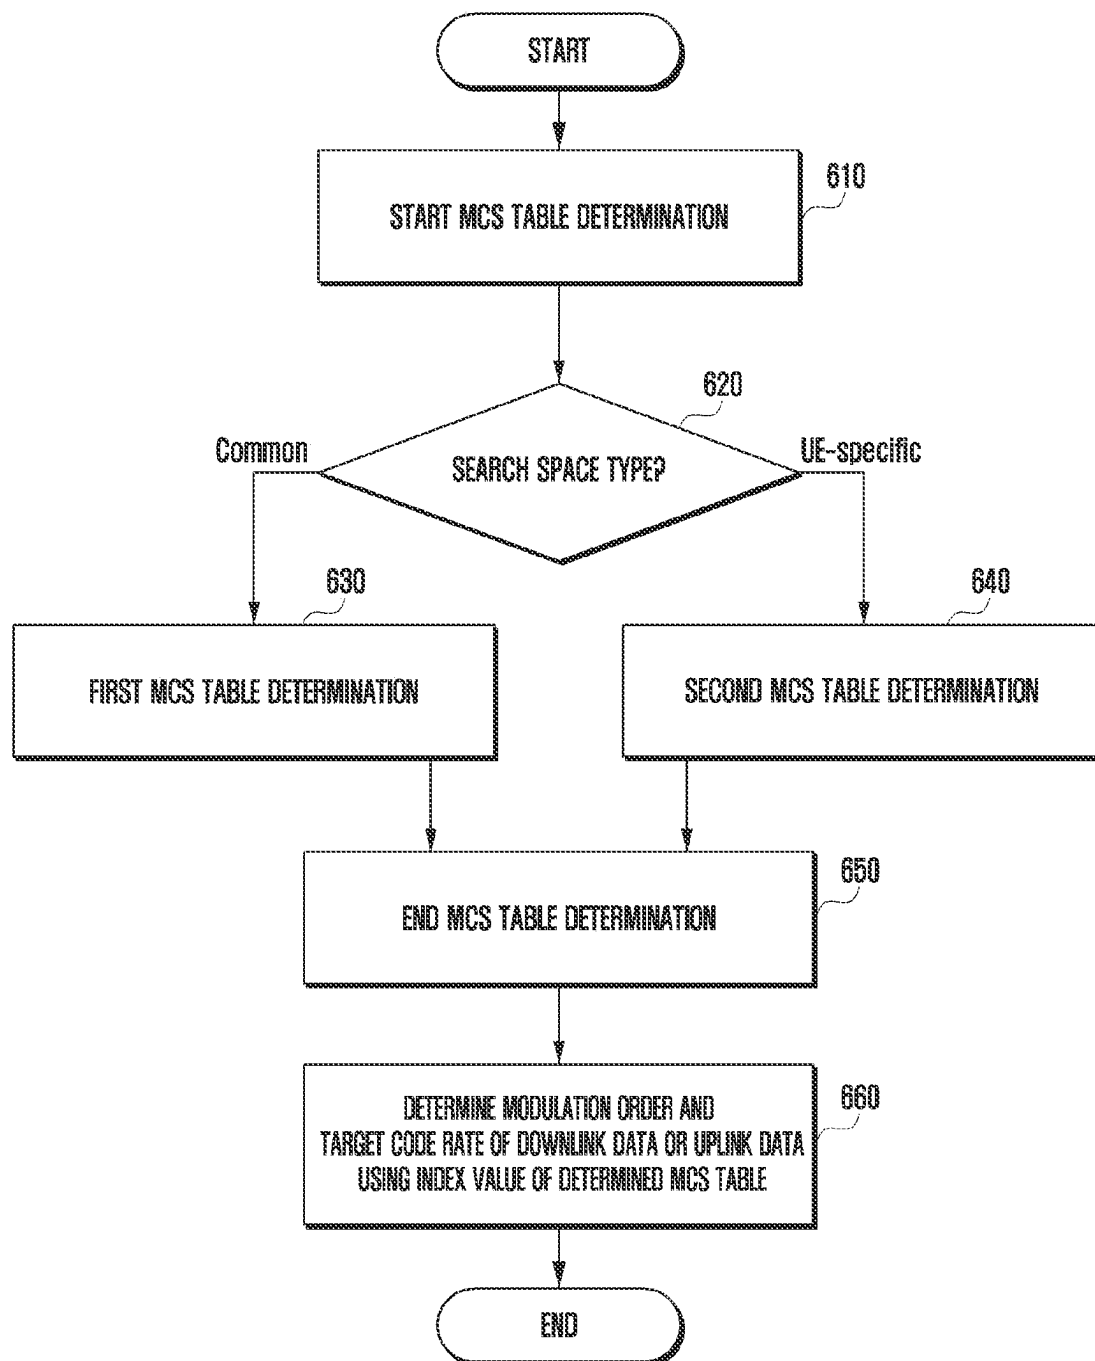 START
610
START MCS TABLE DETERMINATION
620
Common
UE-specific
SEARCH SPACE TYPE?
630
640
FIRST MCS TABLE DETERMINATION
SECOND MCS TABLE DETERMINATION
650
END MCS TABLE DETERMINATION
660
DETERMINE MODULATION ORDER AND
TARGET CODE RATE OF DOWNLINK DATA OR UPLINK DATA
USING INDEX VALUE OF DETERMINED MCS TABLE
END